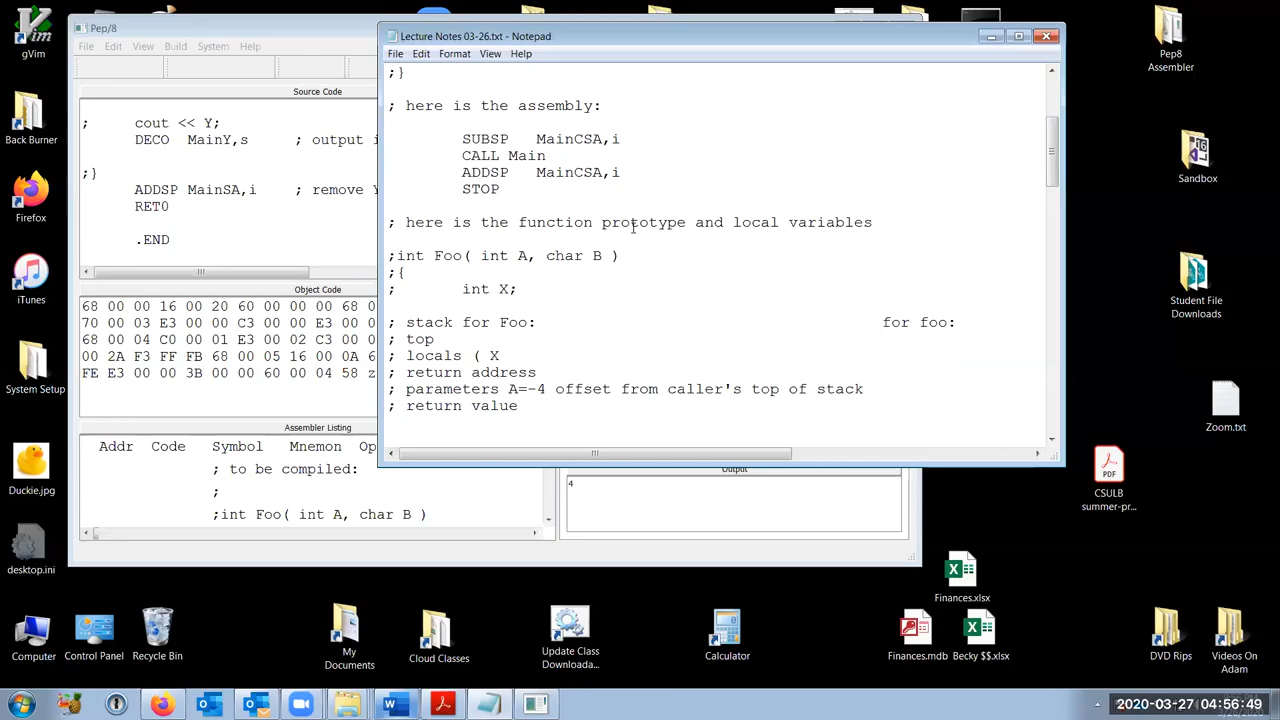 gVim
Back Burner
Firefox
iTunes
System Setup
Duckie.jpg
desktop.ini
Computer
Control Panel
Recycle Bin
My
Documents
Cloud Classes
Update Class
Downloada...
Calculator
Finances.xlsx
Finances.mdb
Becky $$.xlsx
DVD Rips
Videos On
Adam
CSULB
summer-pr...
PDF
Zoom.txt
Student File
Downloads
Sandbox
Pep8
Assembler
Pep/8
File Edit View Build System Help
Source Code
; cout << Y;
DECO MainY,s ; output i
;}
ADDSP MainSA,i ; remove Y
RET0
.END
Object Code
68 00 00 16 00 20 60 00 00 00 68 0
70 00 03 E3 00 00 C3 00 00 E3 00 0
68 00 04 C0 00 01 E3 00 02 C3 00 0
00 2A F3 FF FB 68 00 05 16 00 0A 6
FE E3 00 00 3B 00 00 60 00 04 58 z
Assembler Listing
Addr Code Symbol Mnemon Op
; to be compiled:
;
;int Foo( int A, char B )
Output
4
Lecture Notes 03-26.txt - Notepad
File Edit Format View Help
;}
; here is the assembly:
SUBSP MainCSA,i
CALL Main
ADDSP MainCSA,i
STOP
; here is the function prototype and local variables
;int Foo( int A, char B )
;{
; int X;
; stack for Foo: for foo:
; top
; locals ( X
; return address
; parameters A=-4 offset from caller's top of stack
; return value
2020-03-27 04:56:49